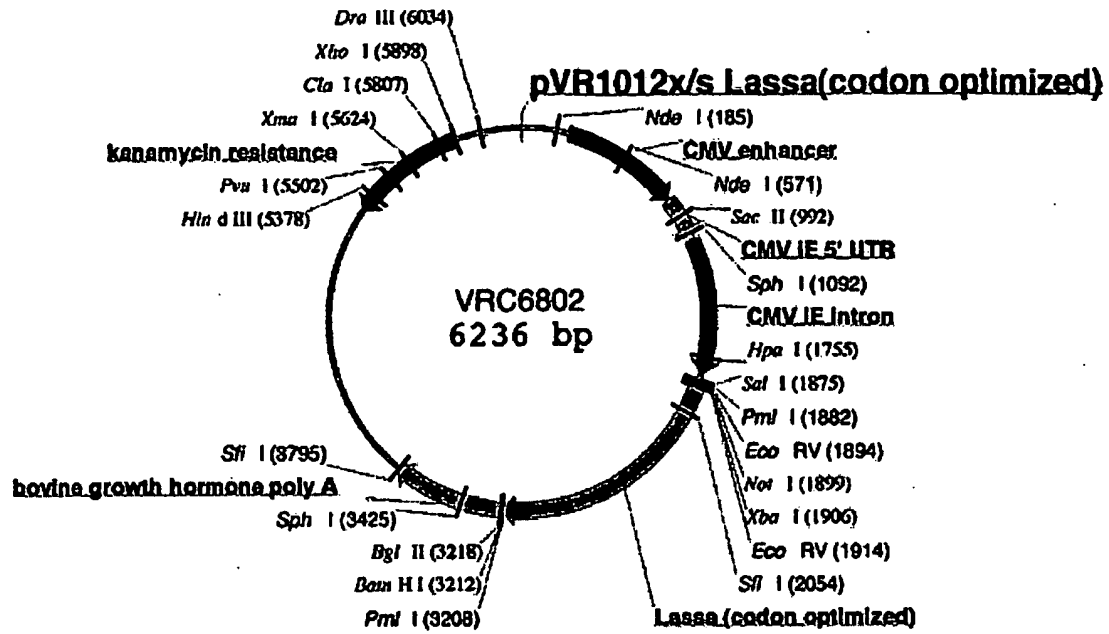 Dra III (6034)
Xho I (5898)
Cla I (5807)
Xma I (5624)
kanamycin resistance
Pvu I (5502)
Hin d III (5378)
pVR1012x/s Lassa(codon optimized)
Nde I (185)
CMV enhancer
Nde I (571)
Sac II (992)
CMV IE 5' UTR
Sph I (1092)
CMV IE intron
Hpa I (1755)
Sal I (1875)
Pml I (1882)
Eco RV (1894)
Not I (1899)
Xba I (1906)
Eco RV (1914)
Sfi I (2054)
Lassa (codon optimized)
VRC6802
6236 bp
Sfi I (3795)
bovine growth hormone poly A
Sph I (3425)
Bgl II (3218)
Bam H I (3212)
Pml I (3208)